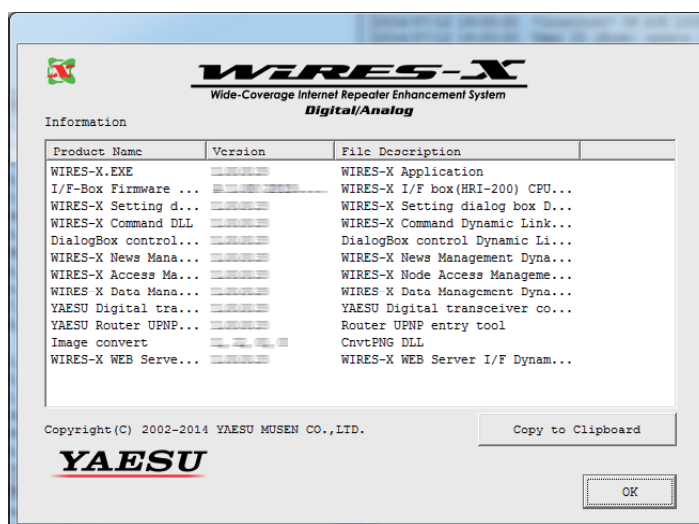 WiRES-X
Wide-Coverage Internet Repeater Enhancement System
Digital/Analog
Information
Product Name Version File Description
WIRES-X.EXE WIRES-X Application
I/F-Box Firmware ... WIRES-X I/F box(HRI-200) CPU...
WIRES-X Setting d... WIRES-X Setting dialog box D...
WIRES-X Command DLL WIRES-X Command Dynamic Link...
DialogBox control... DialogBox control Dynamic Li...
WIRES-X News Mana... WIRES-X News Management Dyna...
WIRES-X Access Ma... WIRES-X Node Access Manageme...
WIRES-X Data Mana... WIRES-X Data Management Dyna...
YAESU Digital tra... YAESU Digital transceiver co...
YAESU Router UPNP... Router UPNP entry tool
Image convert CnvtPNG DLL
WIRES-X WEB Serve... WIRES-X WEB Server I/F Dynam...
Copyright(C) 2002-2014 YAESU MUSEN CO.,LTD.
Copy to Clipboard
YAESU
OK